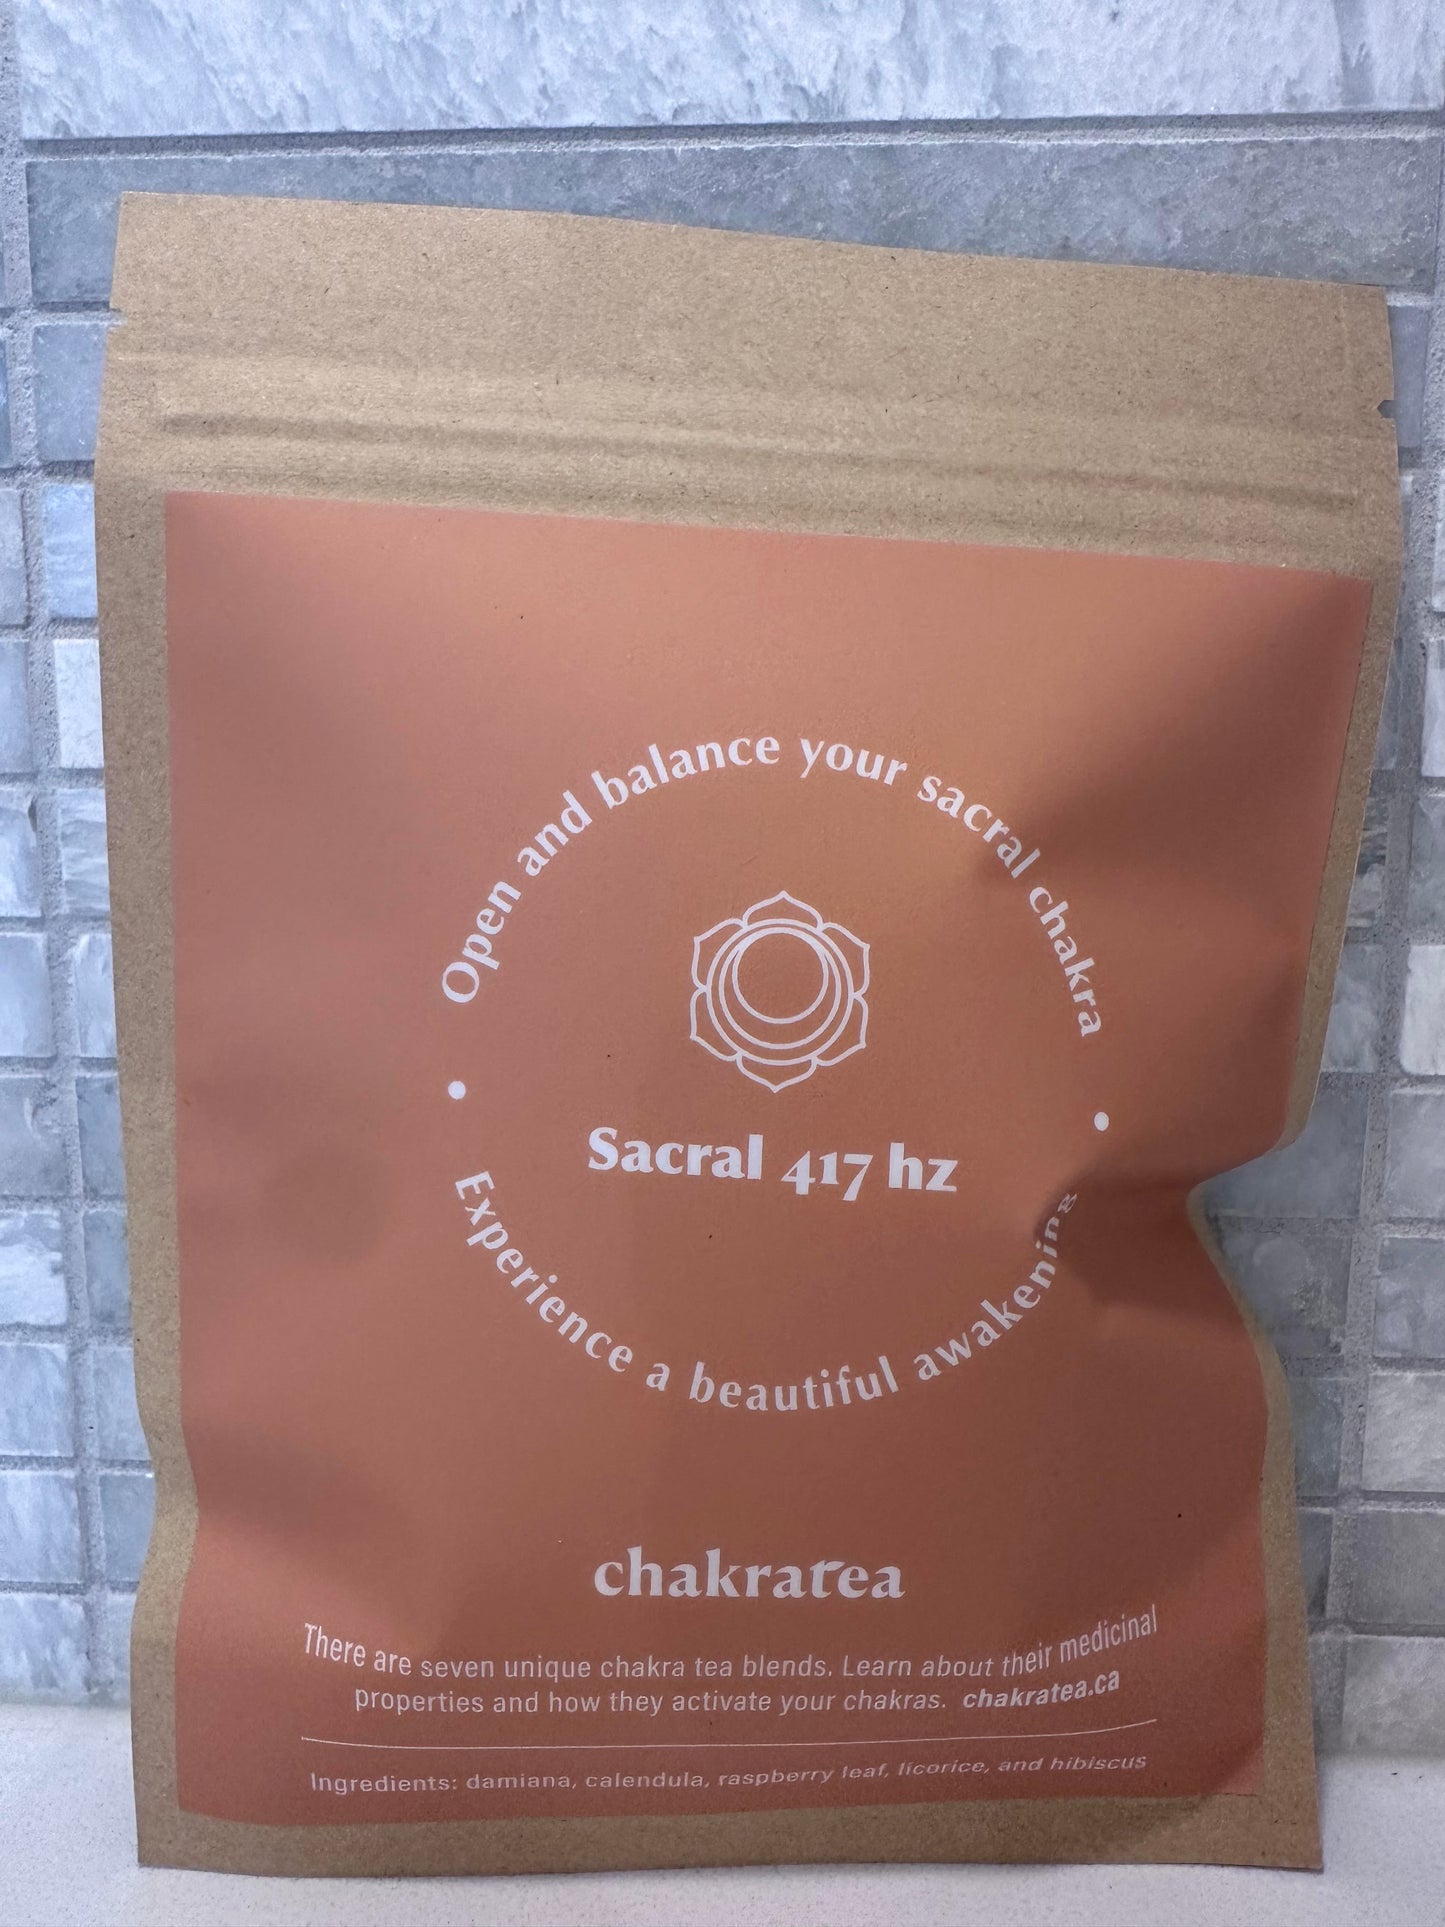 Open and balance your sacral chakra
Sacral 417 hz
Experience a beautiful awakening
chakratea
There are seven unique chakra tea blends. Learn about their medicinal
properties and how they activate your chakras. chakratea.ca
Ingredients: damiana, calendula, raspberry leaf, licorice, and hibiscus